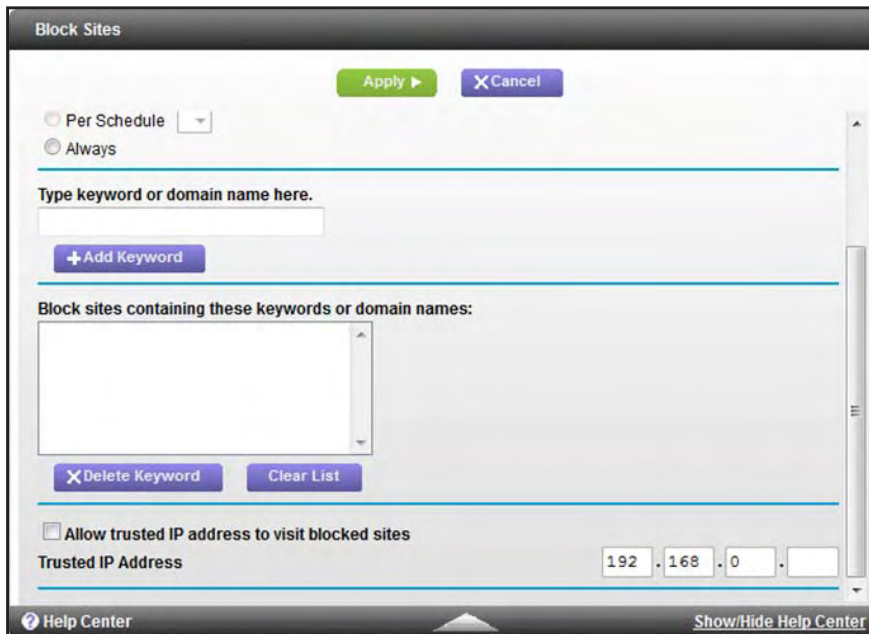 Block Sites
Apply
Cancel
Per Schedule
Always
Type keyword or domain name here.
Add Keyword
Block sites containing these keywords or domain names:
Delete Keyword
Clear List
Allow trusted IP address to visit blocked sites
Trusted IP Address 192 . 168 . 0 .
Help Center Show/Hide Help Center